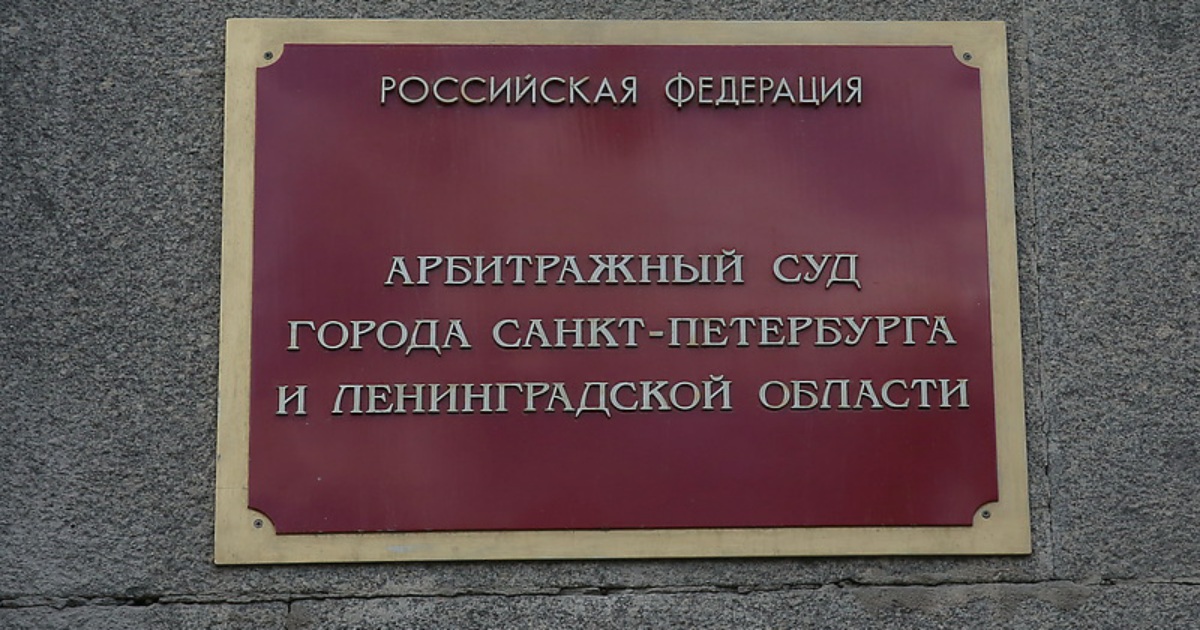 РОССИЙСКАЯ ФЕДЕРАЦИЯ
АРБИТРАЖНЫЙ СУД
ГОРОДА САНКТ-ПЕТЕРБУРГА
И ЛЕНИНГРАДСКОЙ ОБЛАСТИ